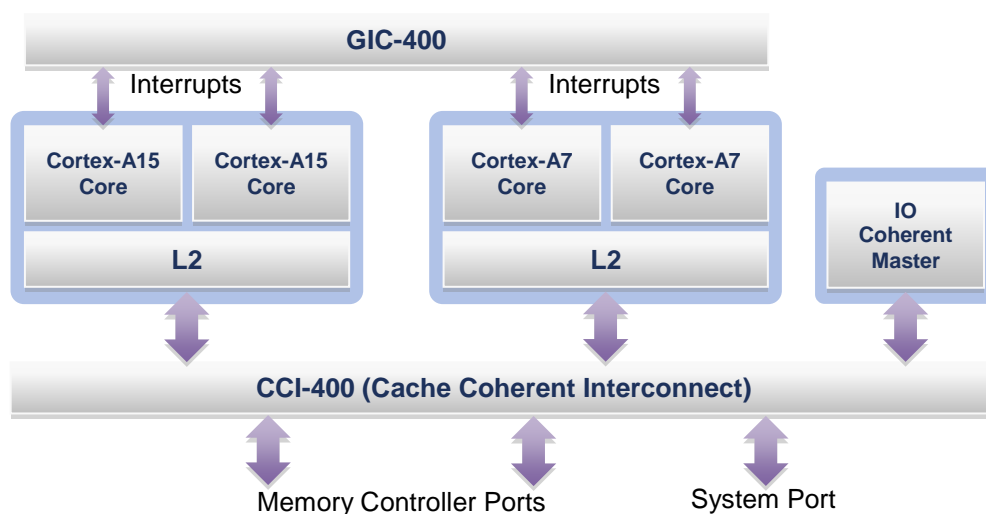 GIC-400
Interrupts
Interrupts
Cortex-A15
Core
Cortex-A15
Core
Cortex-A7
Core
Cortex-A7
Core
L2
L2
IO
Coherent
Master
CCI-400 (Cache Coherent Interconnect)
Memory Controller Ports
System Port